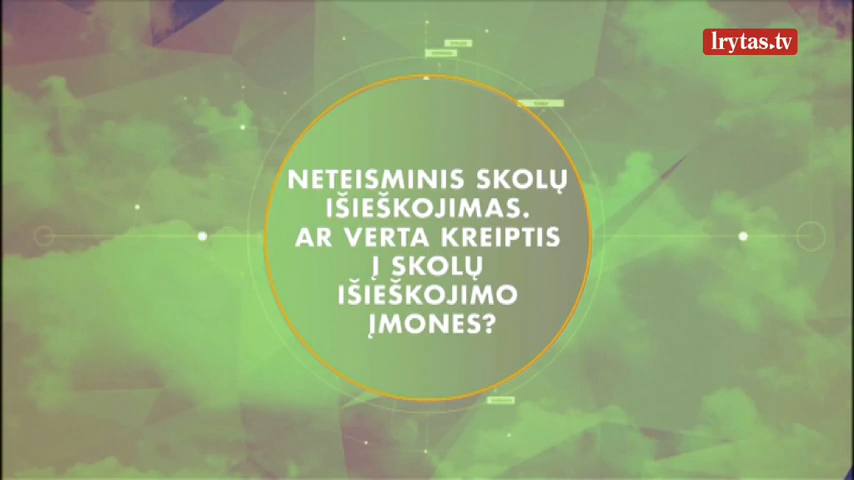 lrytas.tv
NETEISMINIS SKOLŲ
IŠIEŠKOJIMAS.
AR VERTA KREIPTIS
Į SKOLŲ
IŠIEŠKOJIMO
ĮMONES?